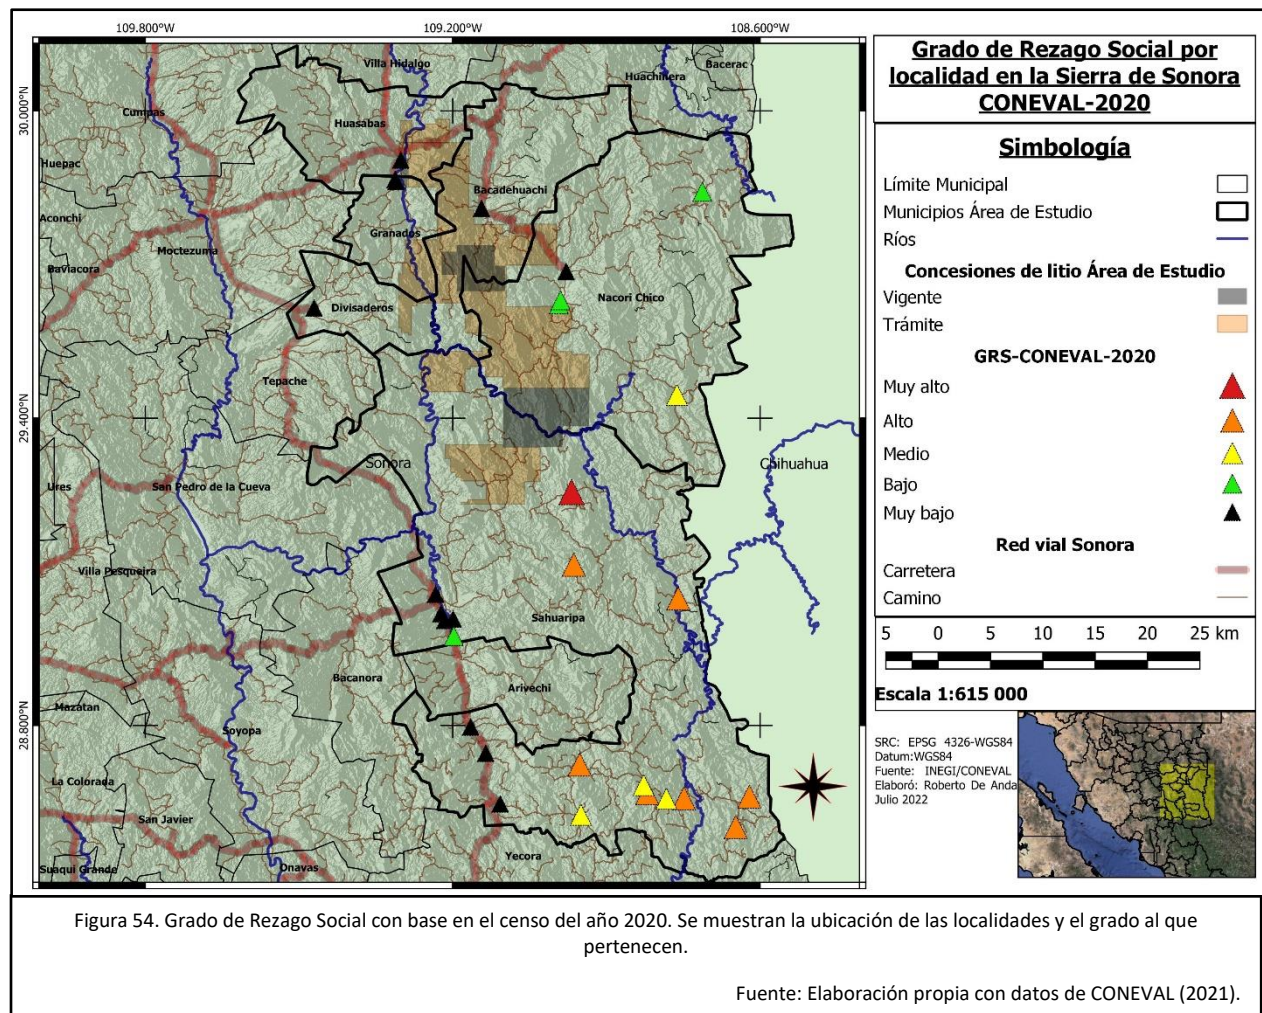 109.800°W
109.200°W
108.600°W
30.000°N
29.400°N
28.800°N
Villa Hidalgo
Huachinera
Bacerac
Cumpas
Huasabas
Huepac
Bacadehuachi
Aconchi
Granados
Moctezuma
Baviacora
Nacori Chico
Divisaderos
Tepache
Sonora
Chihuahua
Ures
San Pedro de la Cueva
Villa Pesqueira
Sahuaripa
Bacanora
Arivechi
Mazatan
Soyopa
La Colorada
San Javier
Yecora
Suaqui Grande
Onavas
Grado de Rezago Social por
localidad en la Sierra de Sonora
CONEVAL-2020
Simbología
Límite Municipal
Municipios Área de Estudio
Ríos
Concesiones de litio Área de Estudio
Vigente
Trámite
GRS-CONEVAL-2020
Muy alto
Alto
Medio
Bajo
Muy bajo
Red vial Sonora
Carretera
Camino
5 0 5 10 15 20 25 km
Escala 1:615 000
SRC: EPSG 4326-WGS84
Datum:WGS84
Fuente: INEGI/CONEVAL
Elaboró: Roberto De Anda
Julio 2022
Figura 54. Grado de Rezago Social con base en el censo del año 2020. Se muestran la ubicación de las localidades y el grado al que
pertenecen.
Fuente: Elaboración propia con datos de CONEVAL (2021).